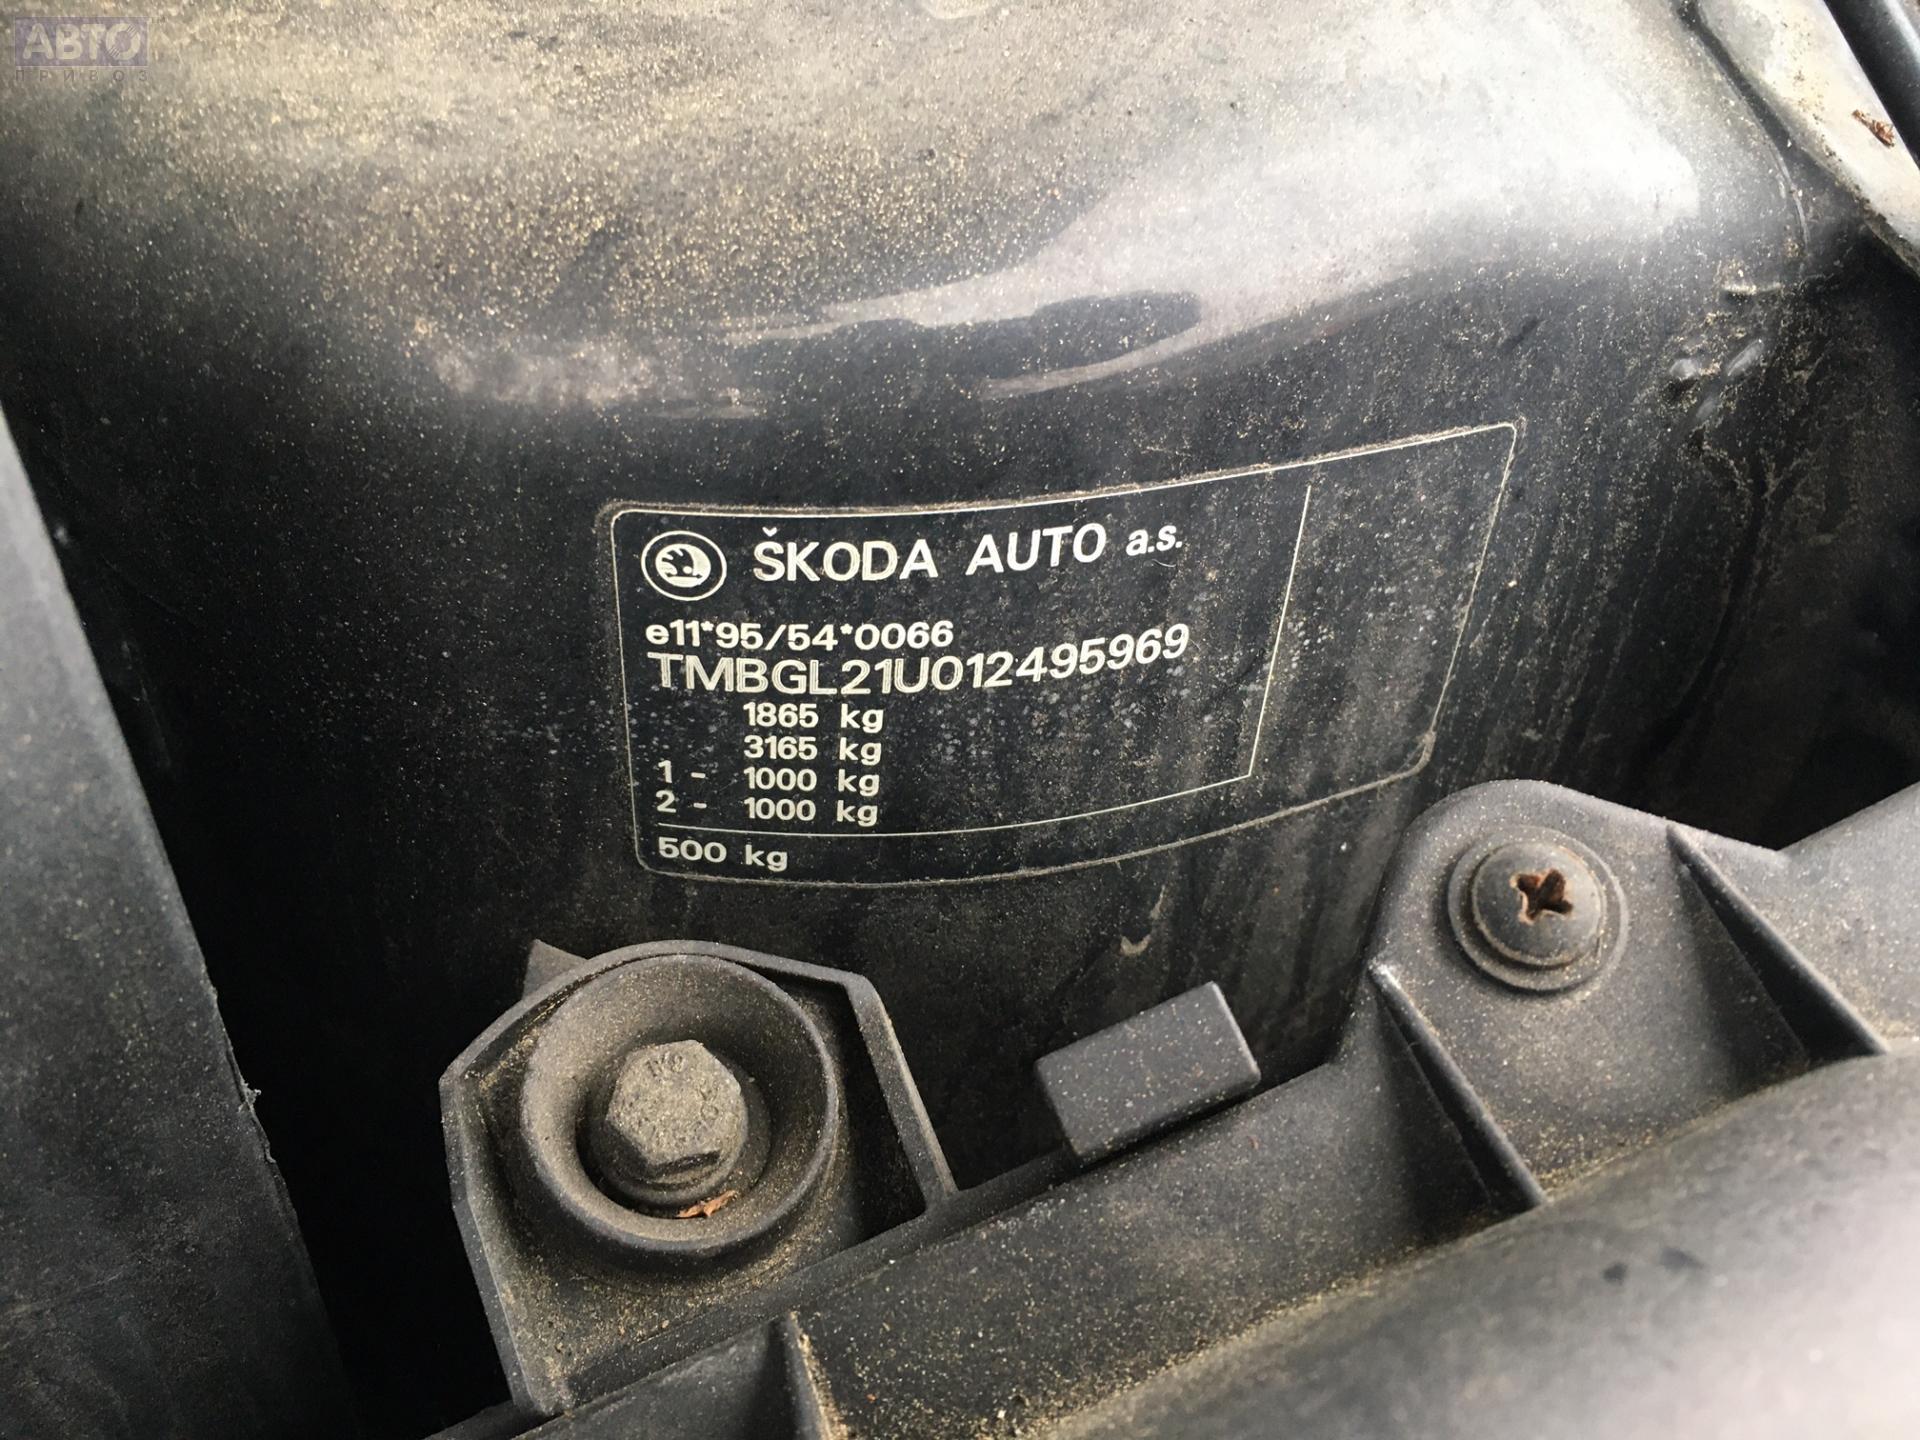 АВТО
ПРИВОЗ
ŠKODA AUTO a.s.
e11*95/54*0066
TMBGL21U012495969
1865 kg
3165 kg
1 - 1000 kg
2 - 1000 kg
500 kg